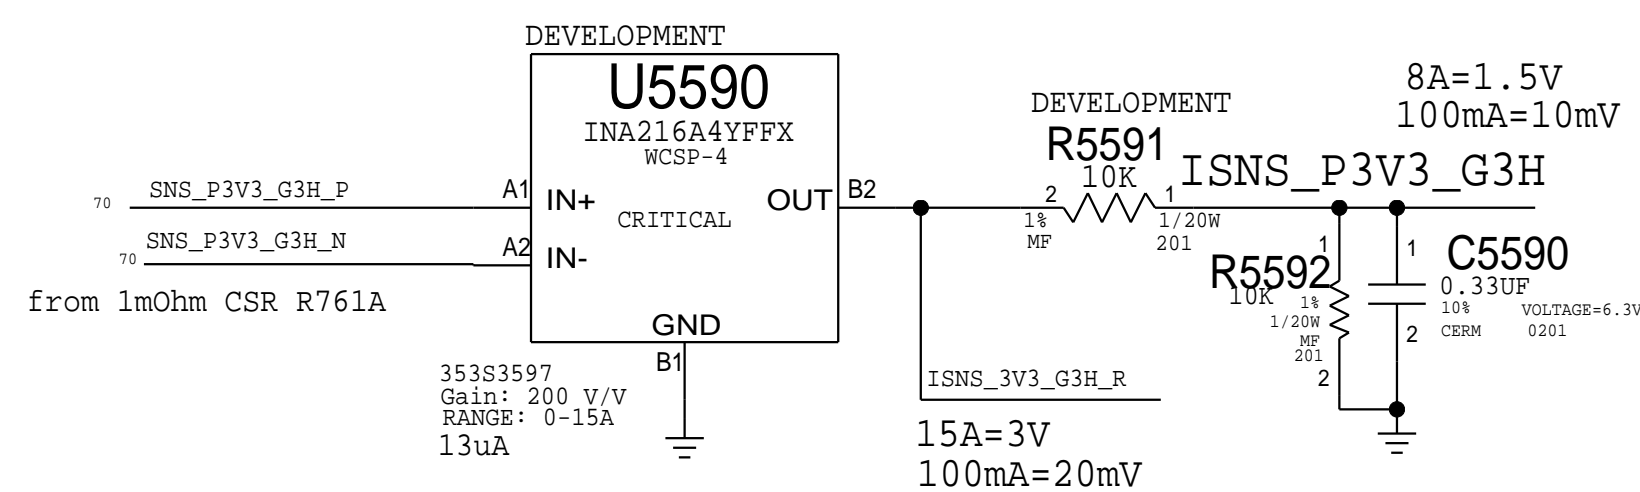 DEVELOPMENT
U5590
INA216A4YFFX
WCSP-4
70 SNS_P3V3_G3H_P A1 IN+
CRITICAL
OUT B2
70 SNS_P3V3_G3H_N A2 IN-
from 1mOhm CSR R761A
GND
B1
353S3597
Gain: 200 V/V
RANGE: 0-15A
13uA
DEVELOPMENT
R5591
10K
2 1
1% 1/20W
MF 201
8A=1.5V
100mA=10mV
ISNS_P3V3_G3H
1
R5592
10K 1%
1/20W
MF
201
2
1 C5590
0.33UF
10% VOLTAGE=6.3V
2 CERM 0201
ISNS_3V3_G3H_R
15A=3V
100mA=20mV